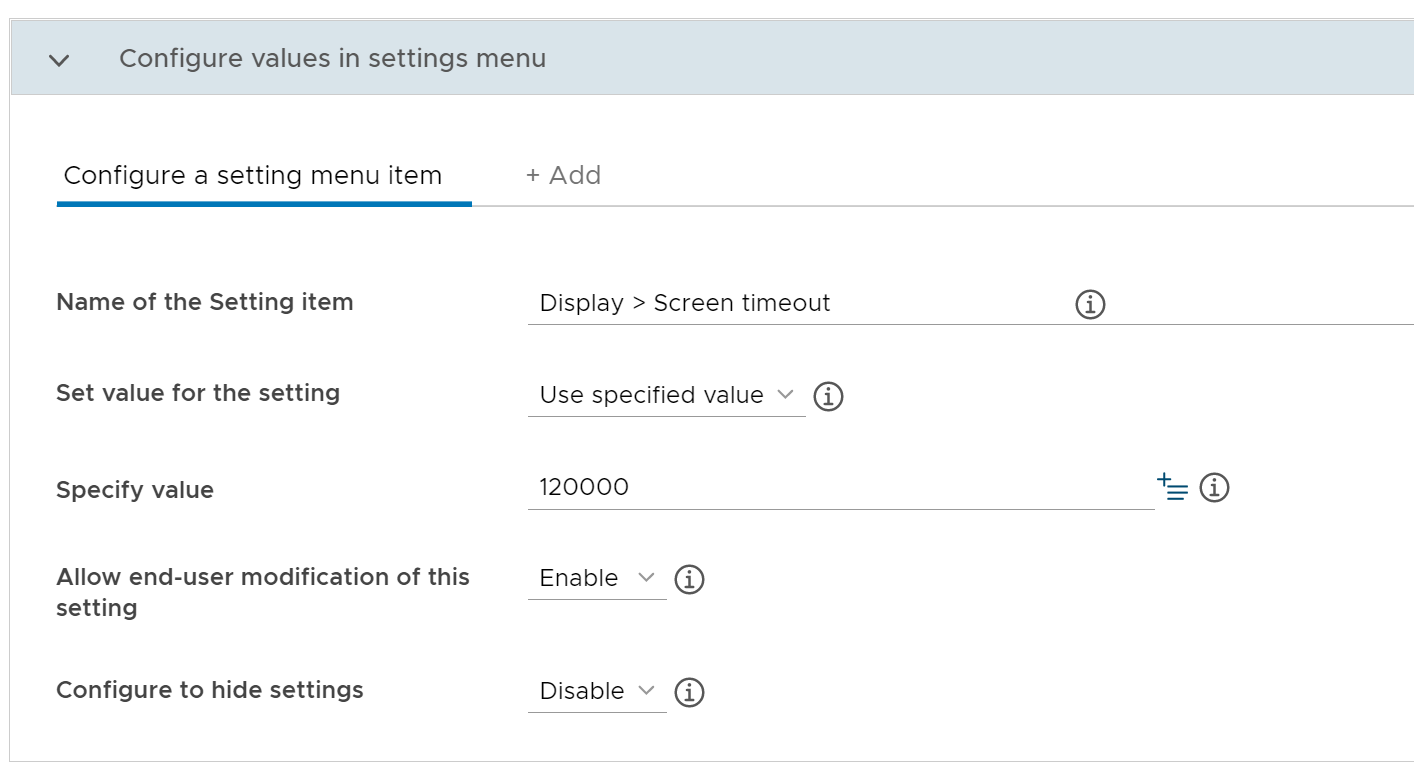 Configure values in settings menu
Configure a setting menu item + Add
Name of the Setting item Display > Screen timeout
Set value for the setting Use specified value
Specify value 120000
Allow end-user modification of this
setting Enable
Configure to hide settings Disable